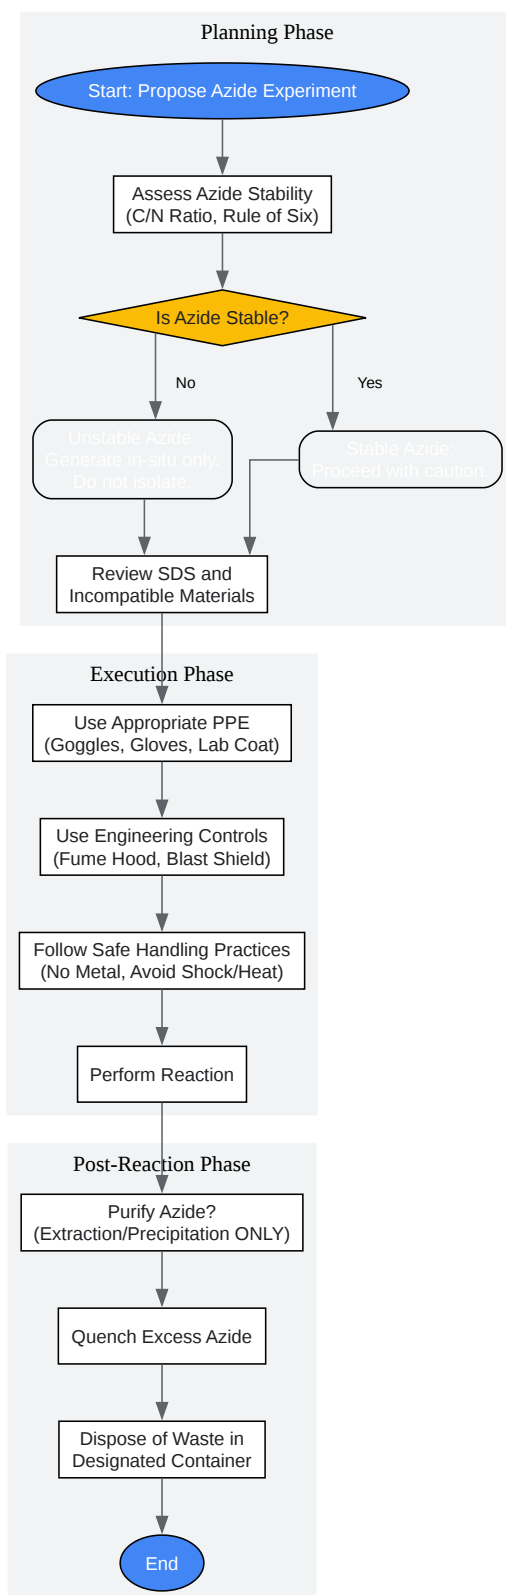 Planning Phase
Start: Propose Azide Experiment
Assess Azide Stability
(C/N Ratio, Rule of Six)
Is Azide Stable?
No
Yes
Unstable Azide:
Generate in-situ only.
Do not isolate.
Stable Azide:
Proceed with caution.
Review SDS and
Incompatible Materials
Execution Phase
Use Appropriate PPE
(Goggles, Gloves, Lab Coat)
Use Engineering Controls
(Fume Hood, Blast Shield)
Follow Safe Handling Practices
(No Metal, Avoid Shock/Heat)
Perform Reaction
Post-Reaction Phase
Purify Azide?
(Extraction/Precipitation ONLY)
Quench Excess Azide
Dispose of Waste in
Designated Container
End